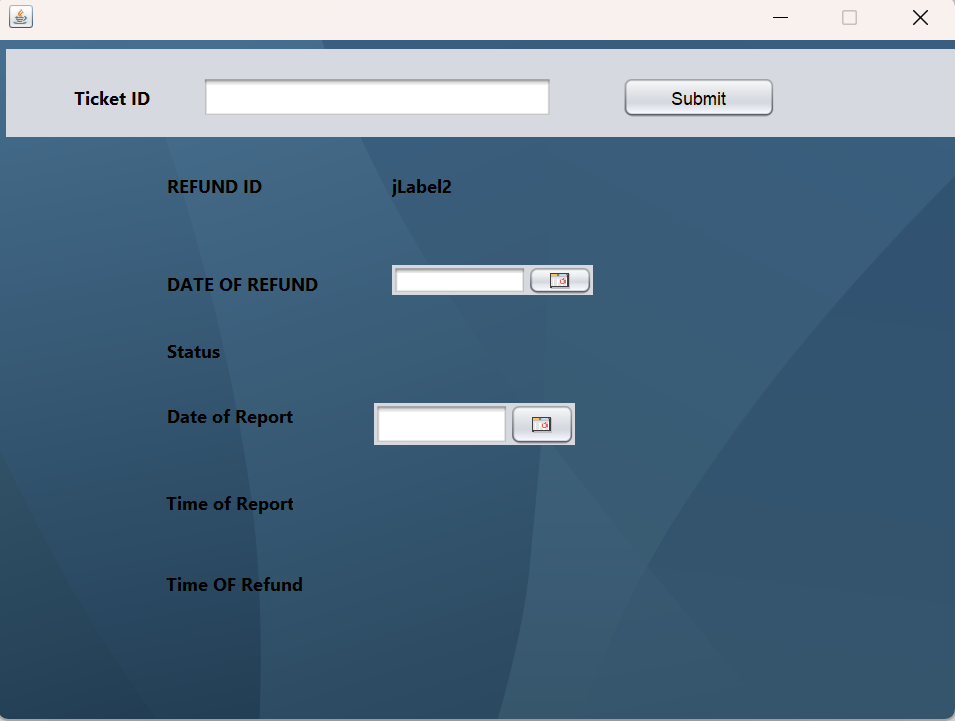 Ticket ID Submit
REFUND ID jLabel2
DATE OF REFUND
Status
Date of Report
Time of Report
Time OF Refund